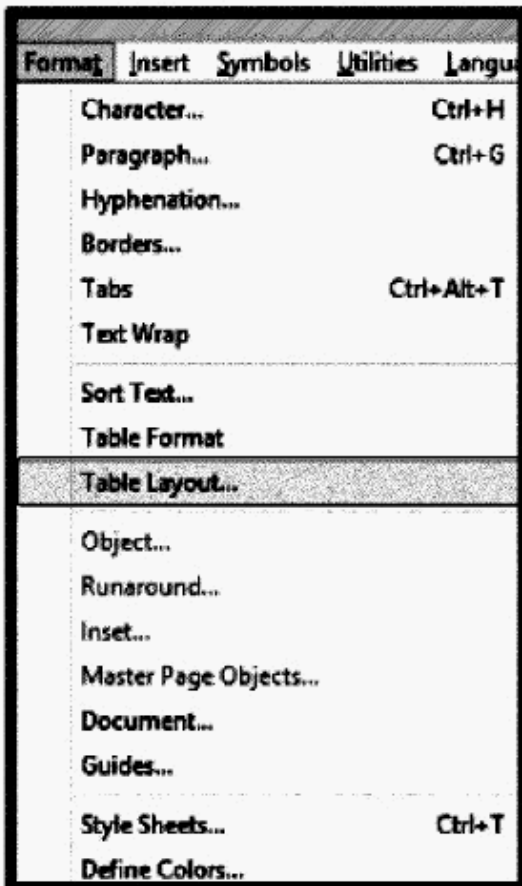 Format Insert Symbols Utilities
Character... Ctrl+H
Paragraph... Ctrl+G
Hyphenation...
Borders...
Tabs Ctrl+Alt+T
Text Wrap
Sort Text...
Table Format
Table Layout...
Object...
Runaround...
Inset...
Master Page Objects...
Document...
Guides...
Style Sheets... Ctrl+T
Define Colors...